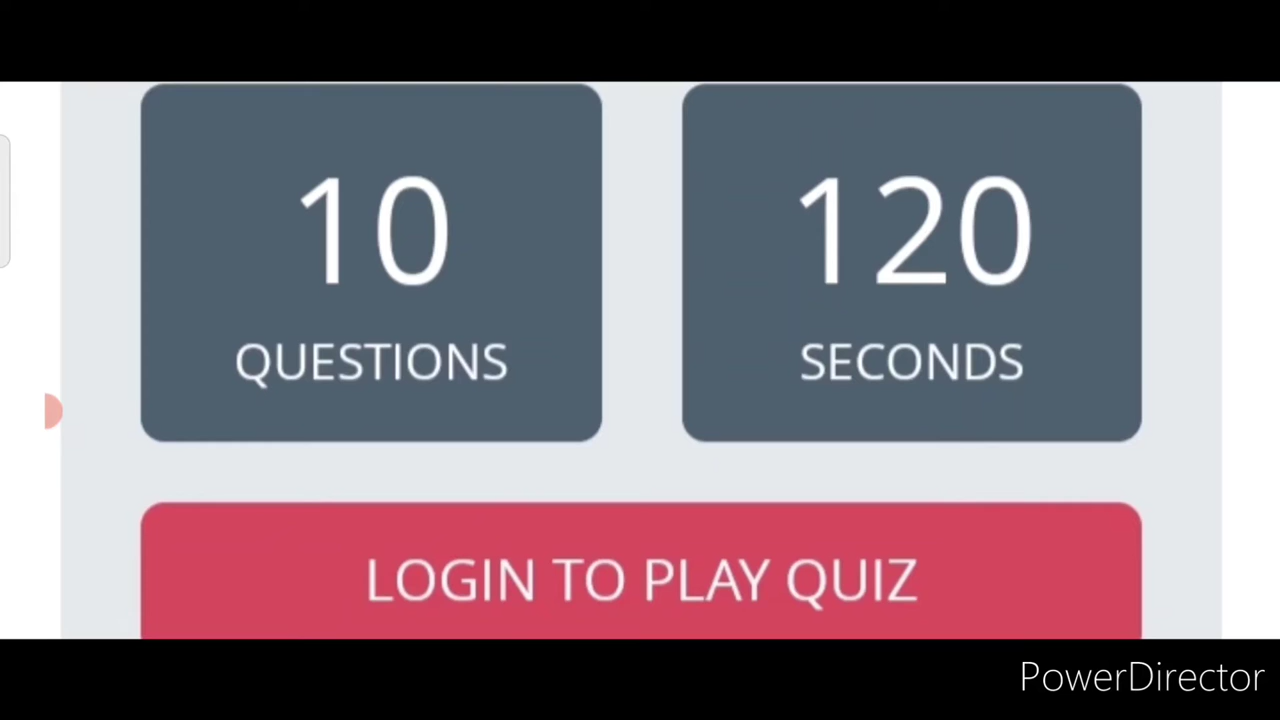 10
120
QUESTIONS
SECONDS
LOGIN TO PLAY QUIZ
PowerDirector